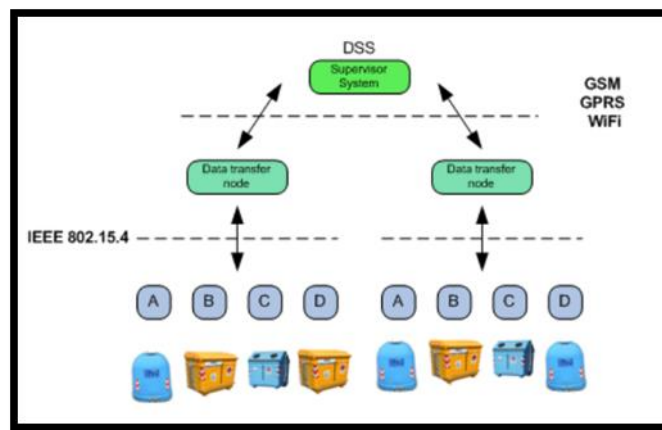 DSS
Supervisor
System
GSM
GPRS
WiFi
Data transfer
node
Data transfer
node
IEEE 802.15.4
A B C D A B C D